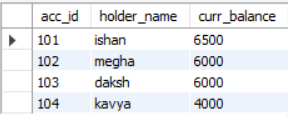 acc_id holder_name curr_balance
101 ishan 6500
102 megha 6000
103 daksh 6000
104 kavya 4000